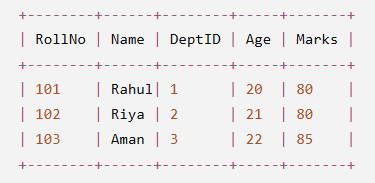 +--------+------+--------+-----+-------+
| RollNo | Name | DeptID | Age | Marks |
+--------+------+--------+-----+-------+
| 101    | Rahul| 1      | 20  | 80    |
| 102    | Riya | 2      | 21  | 80    |
| 103    | Aman | 3      | 22  | 85    |
+--------+------+--------+-----+-------+